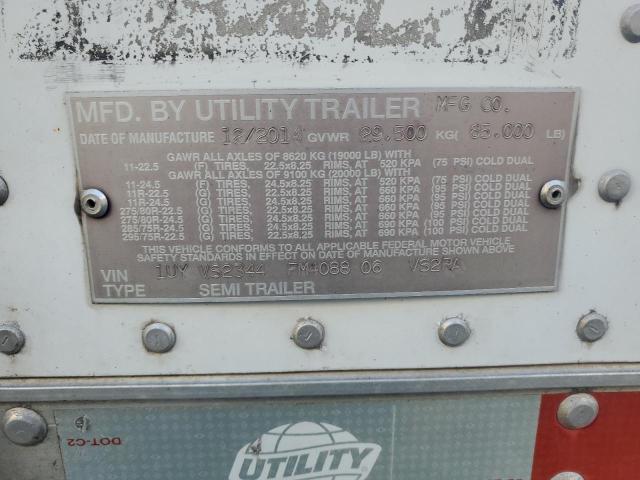 MFD. BY UTILITY TRAILER MFG CO.
DATE OF MANUFACTURE 12/2014 GVWR 29.500 KG( 65.000 LB)
GAWR ALL AXLES OF 8620 KG (19000 LB) WITH
11-22.5 (F) TIRES, 22.5x8.25 RIMS, AT 520 KPA (75 PSI) COLD DUAL
GAWR ALL AXLES OF 9100 KG (20000 LB) WITH
11-24.5 (F) TIRES, 24.5x8.25 RIMS, AT 520 KPA (75 PSI) COLD DUAL
11R-22.5 (G) TIRES, 22.5x8.25 RIMS, AT 660 KPA (95 PSI) COLD DUAL
11R-24.5 (G) TIRES, 24.5x8.25 RIMS, AT 660 KPA (95 PSI) COLD DUAL
275/80R-22.5 (G) TIRES, 22.5x8.25 RIMS, AT 660 KPA (95 PSI) COLD DUAL
275/80R-24.5 (G) TIRES, 24.5x8.25 RIMS, AT 660 KPA (95 PSI) COLD DUAL
285/75R-24.5 (G) TIRES, 24.5x8.25 RIMS, AT 690 KPA (100 PSI) COLD DUAL
295/75R-22.5 (G) TIRES, 22.5x8.25 RIMS, AT 690 KPA (100 PSI) COLD DUAL
THIS VEHICLE CONFORMS TO ALL APPLICABLE FEDERAL MOTOR VEHICLE
SAFETY STANDARDS IN EFFECT ON DATE OF MANUFACTURE SHOWN ABOVE
VIN 1UY VS2344 FM4088 06 VS2RA
TYPE SEMI TRAILER
DOT-C2
UTILITY